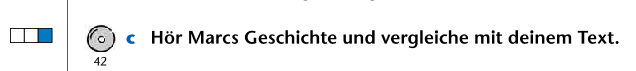 c Hör Marcs Geschichte und vergleiche mit deinem Text.
42